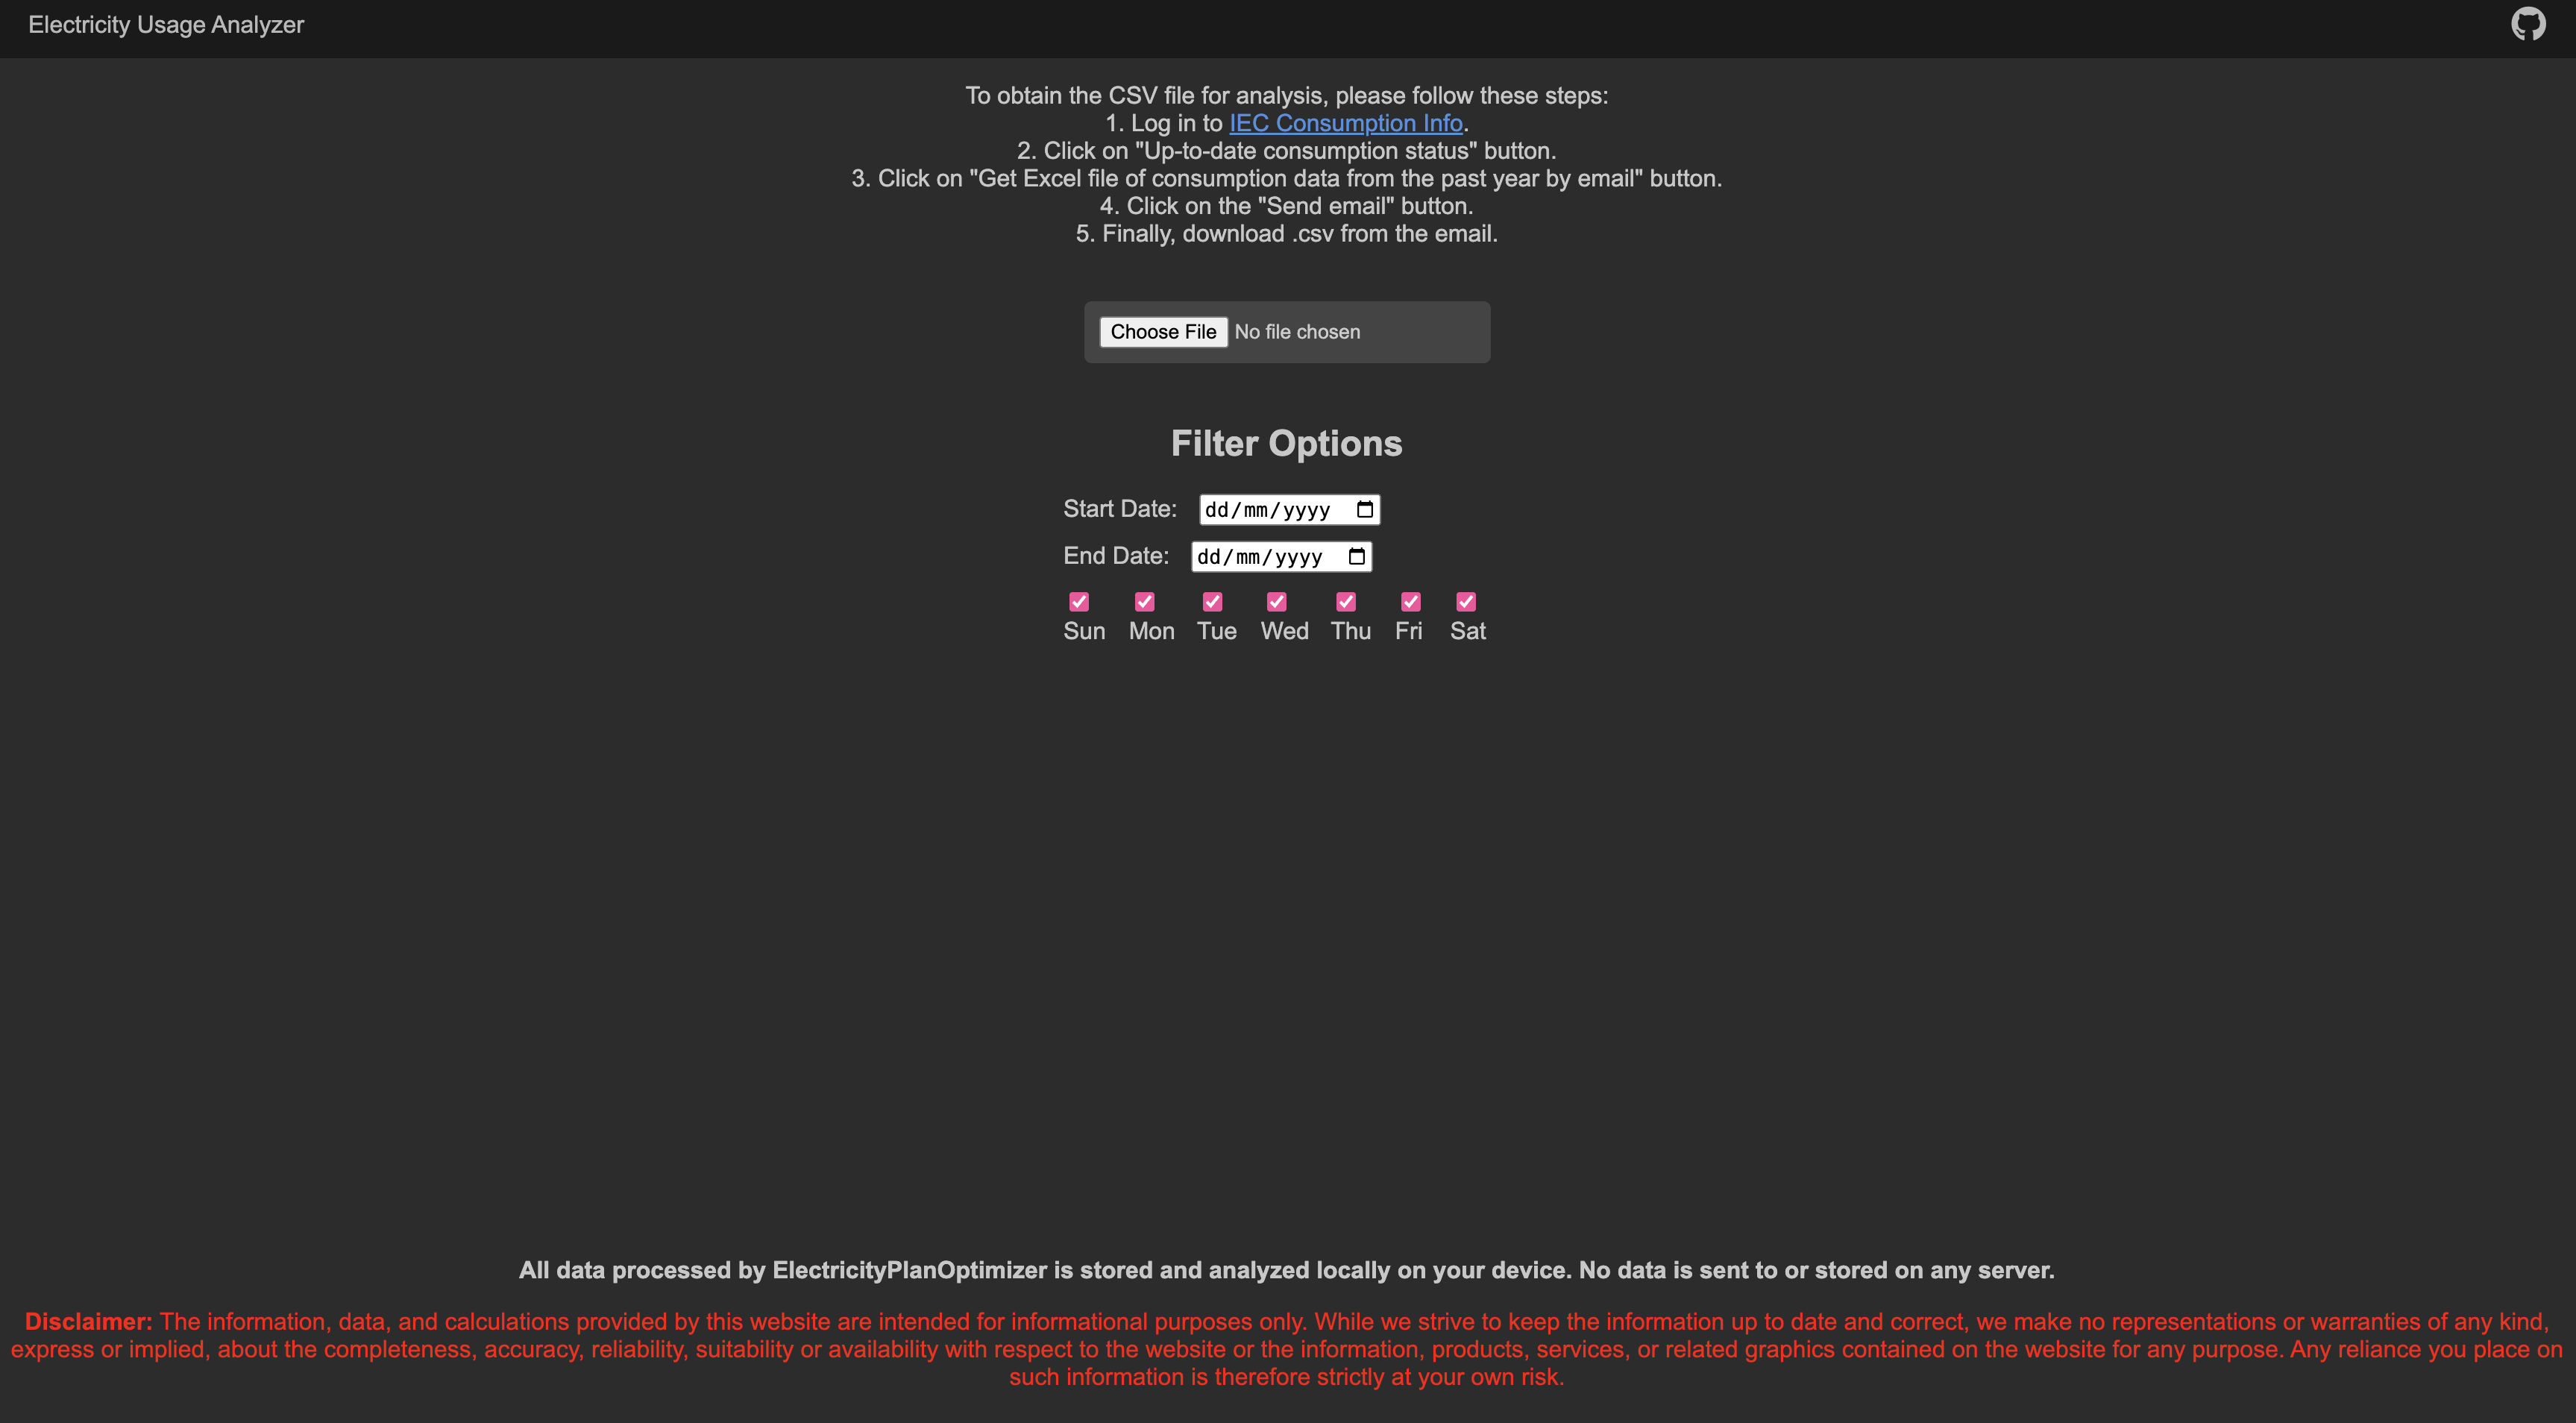 Electricity Usage Analyzer
To obtain the CSV file for analysis, please follow these steps:
1. Log in to IEC Consumption Info.
2. Click on "Up-to-date consumption status" button.
3. Click on "Get Excel file of consumption data from the past year by email" button.
4. Click on the "Send email" button.
5. Finally, download .csv from the email.
Choose File No file chosen
Filter Options
Start Date: dd/mm/yyyy
End Date: dd/mm/yyyy
Sun Mon Tue Wed Thu Fri Sat
All data processed by ElectricityPlanOptimizer is stored and analyzed locally on your device. No data is sent to or stored on any server.
Disclaimer: The information, data, and calculations provided by this website are intended for informational purposes only. While we strive to keep the information up to date and correct, we make no representations or warranties of any kind,
express or implied, about the completeness, accuracy, reliability, suitability or availability with respect to the website or the information, products, services, or related graphics contained on the website for any purpose. Any reliance you place on
such information is therefore strictly at your own risk.